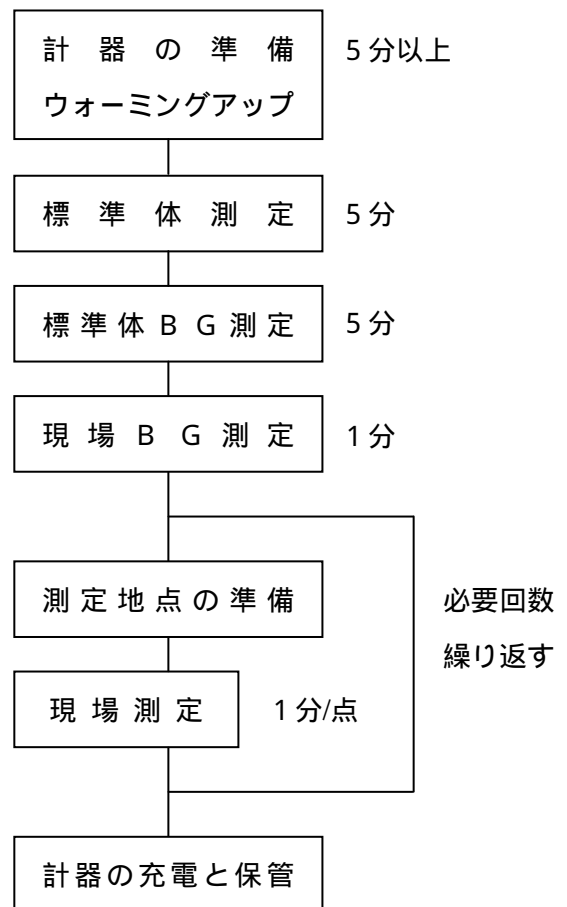 計器の準備 5分以上
ウォーミングアップ
標準体測定 5分
標準体BG測定 5分
現場BG測定 1分
測定地点の準備 必要回数
繰り返す
現場測定 1分/点
計器の充電と保管